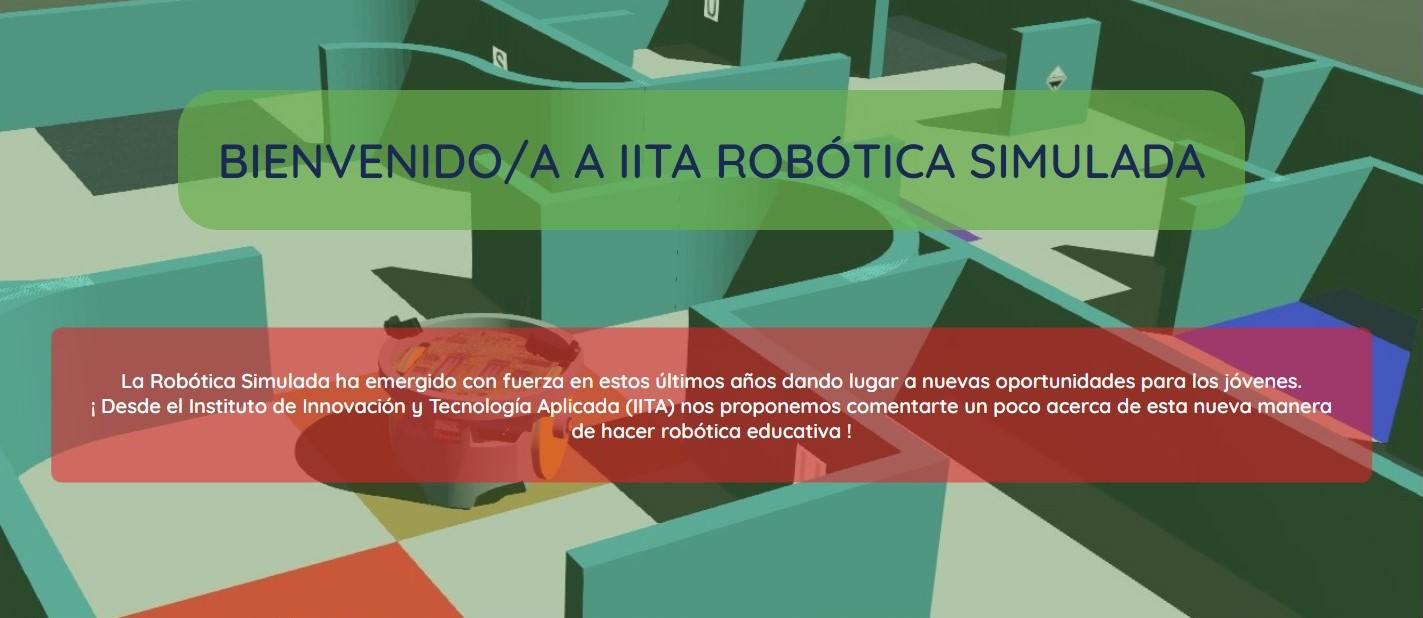 U
S
BIENVENIDO/A A IITA ROBÓTICA SIMULADA
La Robótica Simulada ha emergido con fuerza en estos últimos años dando lugar a nuevas oportunidades para los jóvenes.
¡ Desde el Instituto de Innovación y Tecnología Aplicada (IITA) nos proponemos comentarte un poco acerca de esta nueva manera
de hacer robótica educativa !